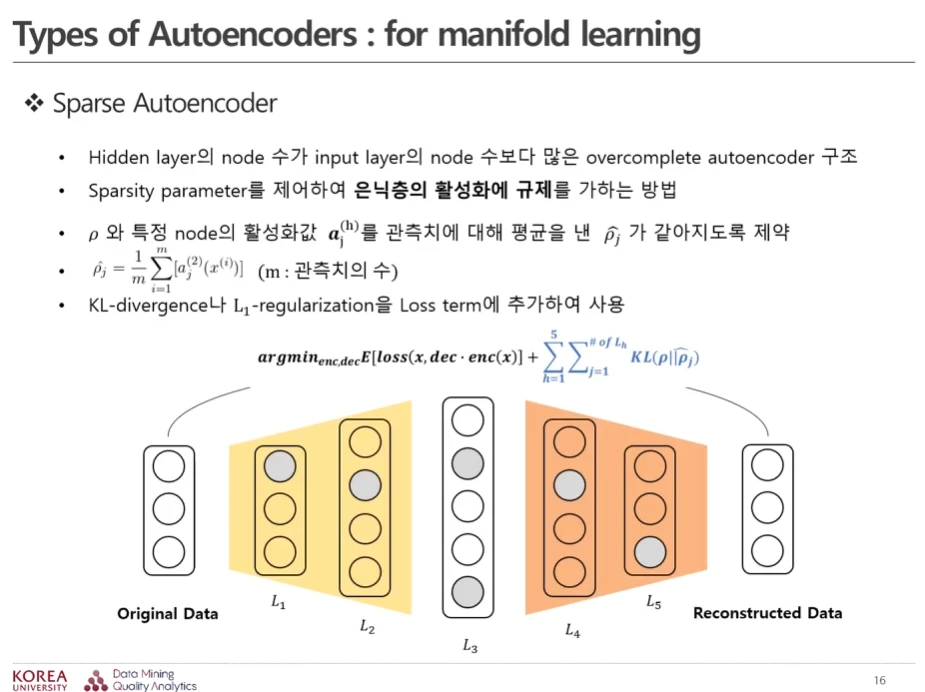 Types of Autoencoders : for manifold learning
❖ Sparse Autoencoder
• Hidden layer의 node 수가 input layer의 node 수보다 많은 overcomplete autoencoder 구조
• Sparsity parameter를 제어하여 은닉층의 활성화에 규제를 가하는 방법
• ρ 와 특정 node의 활성화값 a_j^(h)를 관측치에 대해 평균을 낸 ρ̂_j 가 같아지도록 제약
• ρ̂_j = 1/m ∑_{i=1}^{m} [a_j^(2)(x^(i))] (m : 관측치의 수)
• KL-divergence나 L₁-regularization을 Loss term에 추가하여 사용
argmin_{enc,dec}E[loss(x, dec · enc(x)] + ∑_{h=1}^{5} ∑_{j=1}^{# of L_h} KL(ρ||ρ̂_j)
Original Data
L₁
L₂
L₃
L₄
L₅
Reconstructed Data
KOREA UNIVERSITY
Data Mining
Quality Analytics
16